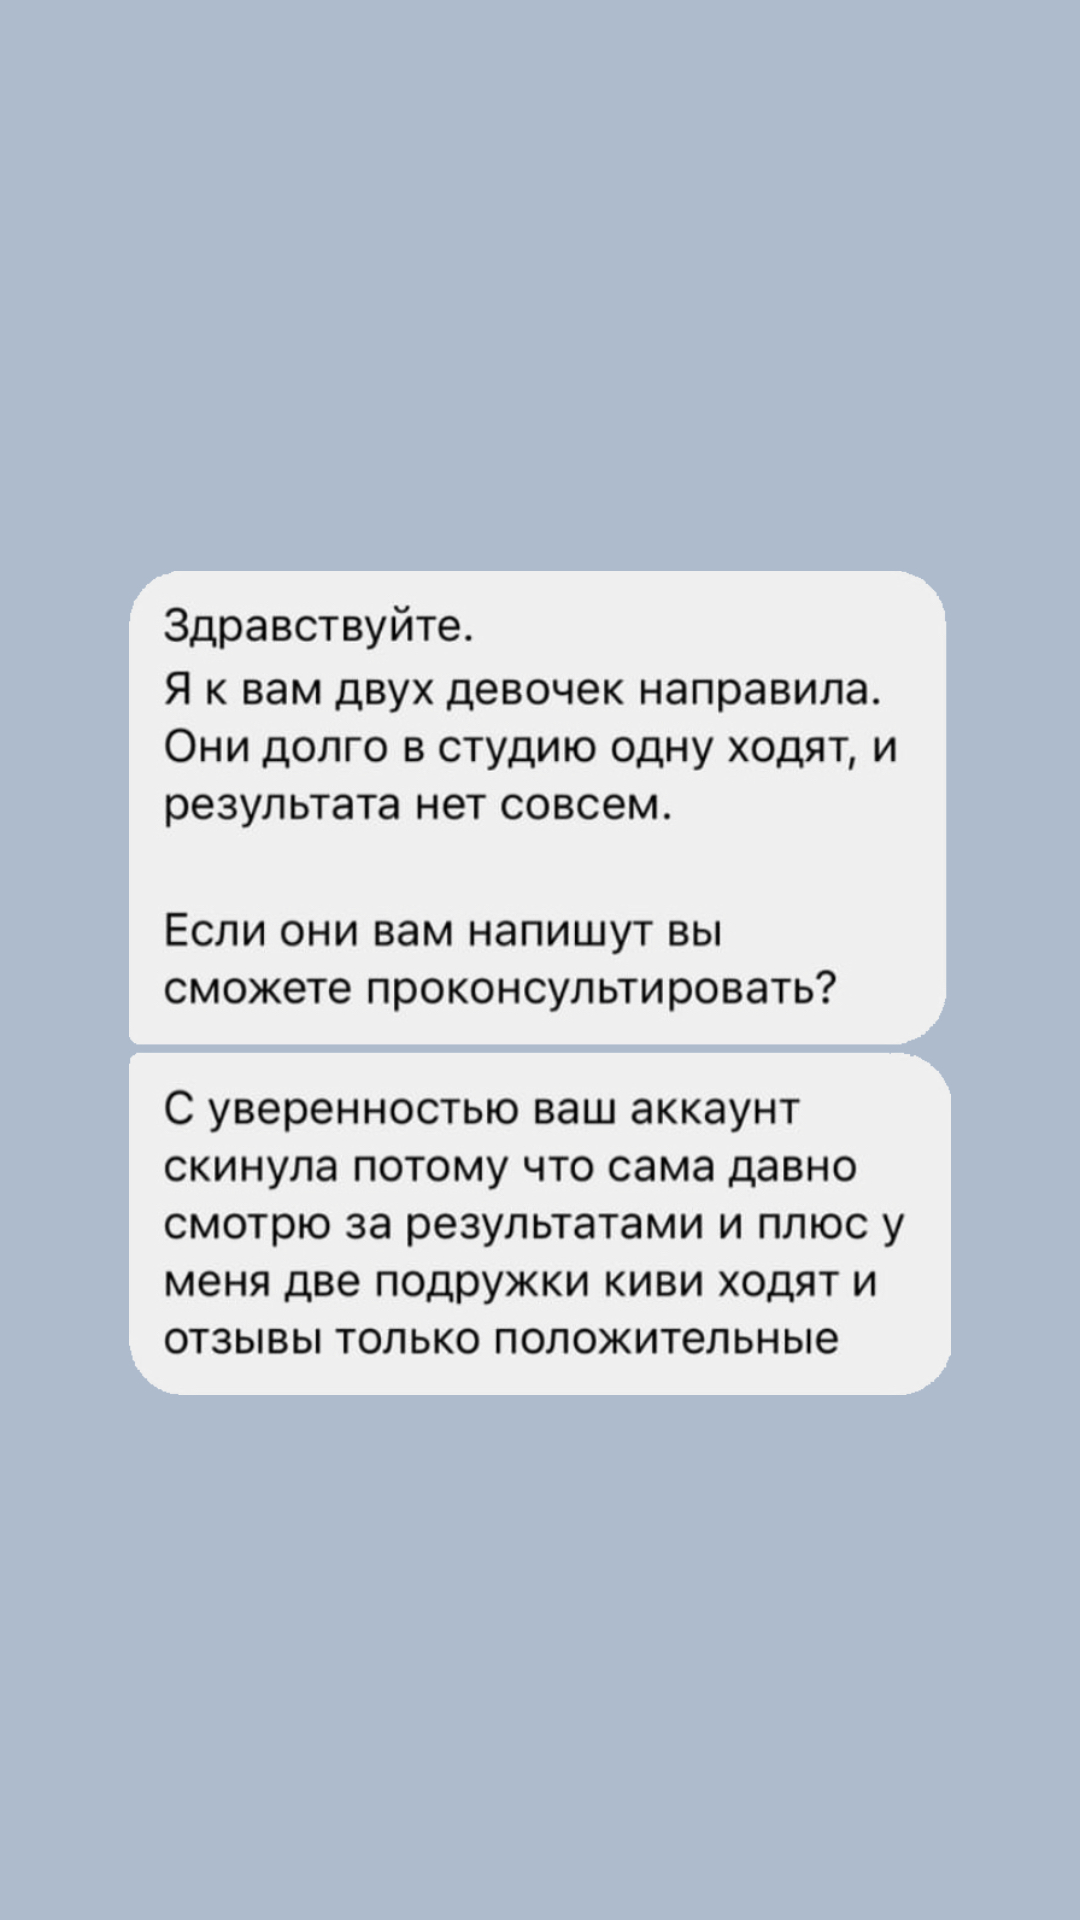 Здравствуйте.
Я к вам двух девочек направила.
Они долго в студию одну ходят, и
результата нет совсем.
Если они вам напишут вы
сможете проконсультировать?
С уверенностью ваш аккаунт
скинула потому что сама давно
смотрю за результатами и плюс у
меня две подружки киви ходят и
отзывы только положительные